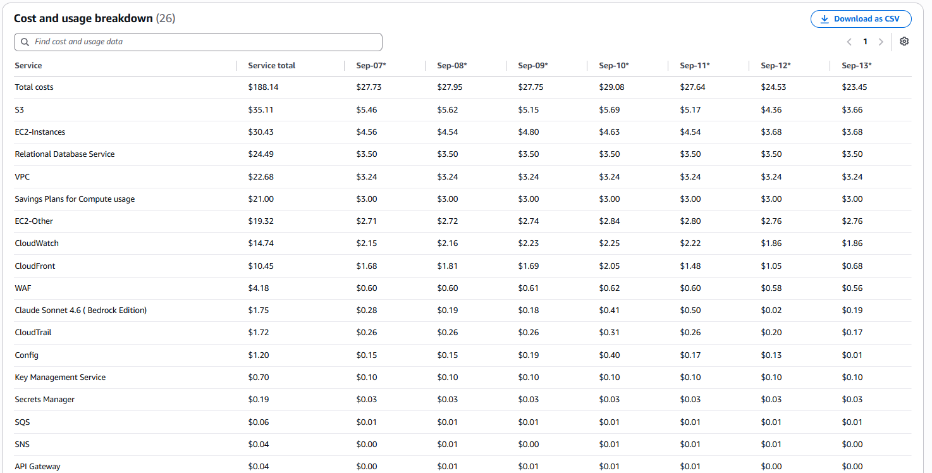 Cost and usage breakdown (26)
Download as CSV
Find cost and usage data
1
Service Service total Sep-07* Sep-08* Sep-09* Sep-10* Sep-11* Sep-12* Sep-13*
Total costs $188.14 $27.73 $27.95 $27.75 $29.08 $27.64 $24.53 $23.45
S3 $35.11 $5.46 $5.62 $5.15 $5.69 $5.17 $4.36 $3.66
EC2-Instances $30.43 $4.56 $4.54 $4.80 $4.63 $4.54 $3.68 $3.68
Relational Database Service $24.49 $3.50 $3.50 $3.50 $3.50 $3.50 $3.50 $3.50
VPC $22.68 $3.24 $3.24 $3.24 $3.24 $3.24 $3.24 $3.24
Savings Plans for Compute usage $21.00 $3.00 $3.00 $3.00 $3.00 $3.00 $3.00 $3.00
EC2-Other $19.32 $2.71 $2.72 $2.74 $2.84 $2.80 $2.76 $2.76
CloudWatch $14.74 $2.15 $2.16 $2.23 $2.25 $2.22 $1.86 $1.86
CloudFront $10.45 $1.68 $1.81 $1.69 $2.05 $1.48 $1.05 $0.68
WAF $4.18 $0.60 $0.60 $0.61 $0.62 $0.60 $0.58 $0.56
Claude Sonnet 4.6 ( Bedrock Edition) $1.75 $0.28 $0.19 $0.18 $0.41 $0.50 $0.02 $0.19
CloudTrail $1.72 $0.26 $0.26 $0.26 $0.31 $0.26 $0.20 $0.17
Config $1.20 $0.15 $0.15 $0.19 $0.40 $0.17 $0.13 $0.01
Key Management Service $0.70 $0.10 $0.10 $0.10 $0.10 $0.10 $0.10 $0.10
Secrets Manager $0.19 $0.03 $0.03 $0.03 $0.03 $0.03 $0.03 $0.03
SQS $0.06 $0.01 $0.01 $0.01 $0.01 $0.01 $0.01 $0.01
SNS $0.04 $0.00 $0.01 $0.00 $0.01 $0.01 $0.01 $0.00
API Gateway $0.04 $0.00 $0.01 $0.01 $0.01 $0.01 $0.00 $0.00